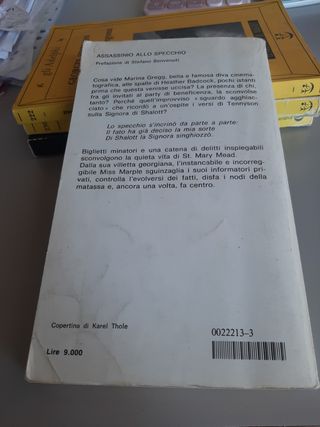 ASSASSINIO ALLO SPECCHIO
Prefazione di Stefano Benvenuti
Cosa vide Marina Gregg, bella e famosa diva cinema-
tografica, alle spalle di Heather Badcock, pochi istanti
prima che questa venisse uccisa? La presenza di chi,
tra gli invitati al party di beneficenza, la sconvolse
tanto? Perché quell'improvviso « sguardo agghiac-
ciato » che ricordò a un'ospite i versi di Tennyson
sulla Signora di Shalott?
Lo specchio s'incrinò da parte a parte:
Il fato ha già deciso la mia sorte
Di Shalott la Signora singhiozzò.
Biglietti minatori e una catena di delitti inspiegabili
sconvolgono la quieta vita di St. Mary Mead.
Dalla sua villetta georgiana, l'instancabile e incorreg-
gibile Miss Marple sguinzaglia i suoi informatori pri-
vati, controlla l'evolversi dei fatti, disfa i nodi della
matassa e, ancora una volta, fa centro.
Copertina di Karel Thole
0022213-3
Lire 9.000